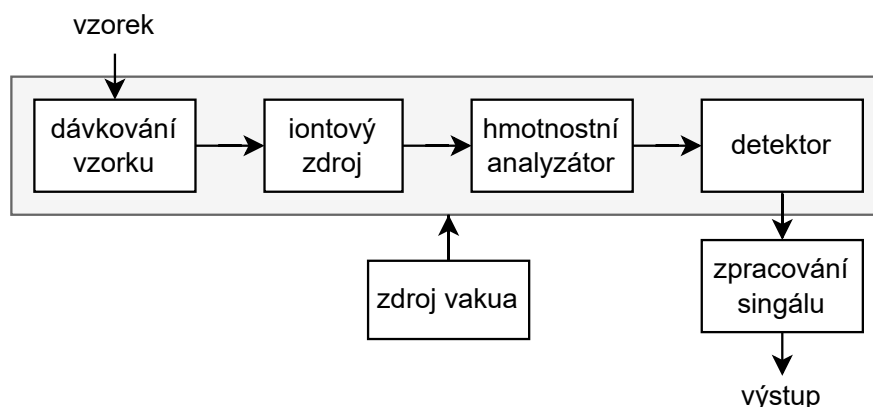 vzorek
dávkování
vzorku
iontový
zdroj
hmotnostní
analyzátor
detektor
zdroj vakua
zpracování
singálu
výstup